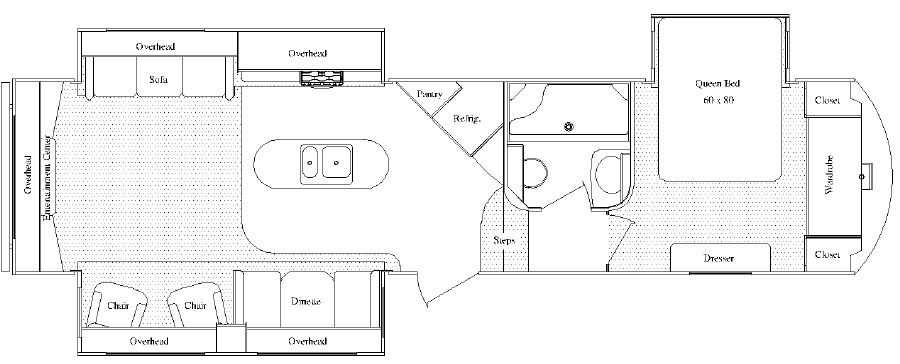 Overhead
Overhead
Sofa
Queen Bed
60 x 80
Pantry
Closet
Refrig.
Overhead
Entertainment Center
Wardrobe
Steps
Closet
Dresser
Chair
Chair
Dinette
Overhead
Overhead